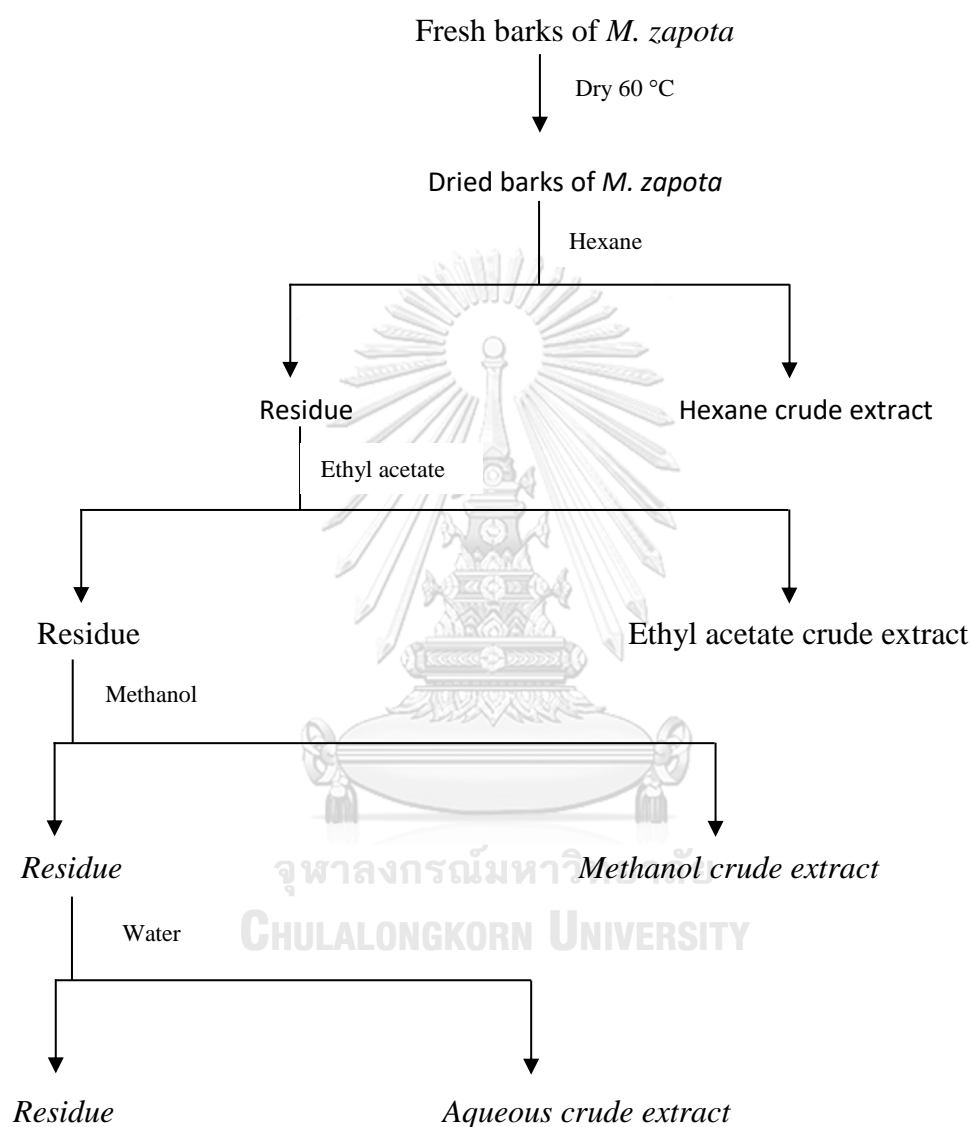 Fresh barks of M. zapota
Dry 60 °C
Dried barks of M. zapota
Hexane
Residue
Hexane crude extract
Ethyl acetate
Residue
Ethyl acetate crude extract
Methanol
Residue
Methanol crude extract
จุฬาลงกรณ์มหาวิทยาลัย
Water
CHULALONGKORN UNIVERSITY
Residue
Aqueous crude extract